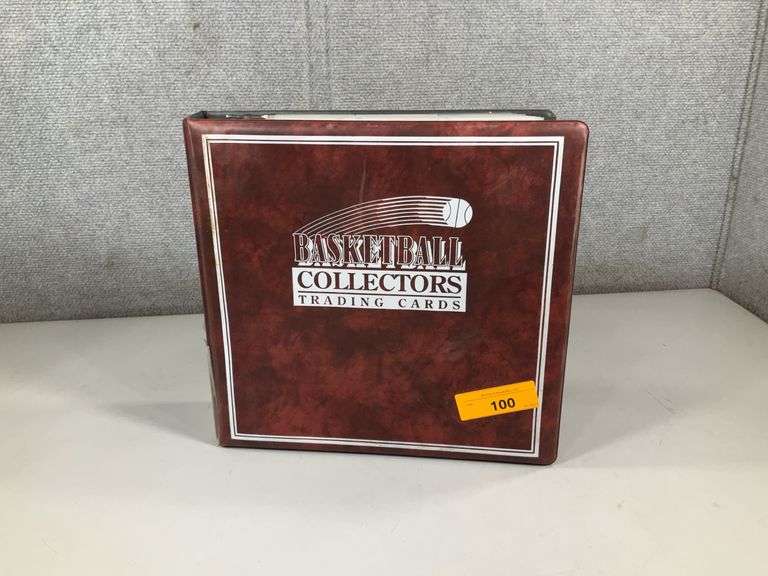 BASKETBALL
COLLECTORS
TRADING CARDS
100